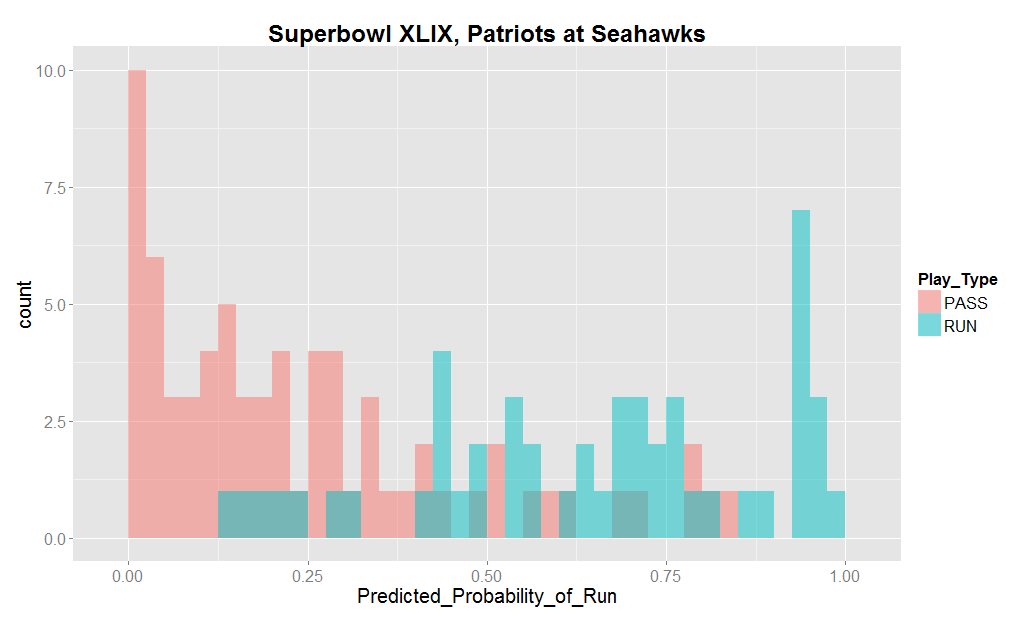 Superbowl XLIX, Patriots at Seahawks
10.0
7.5
5.0
2.5
0.0
count
0.00 0.25 0.50 0.75 1.00
Predicted_Probability_of_Run
Play_Type
PASS
RUN